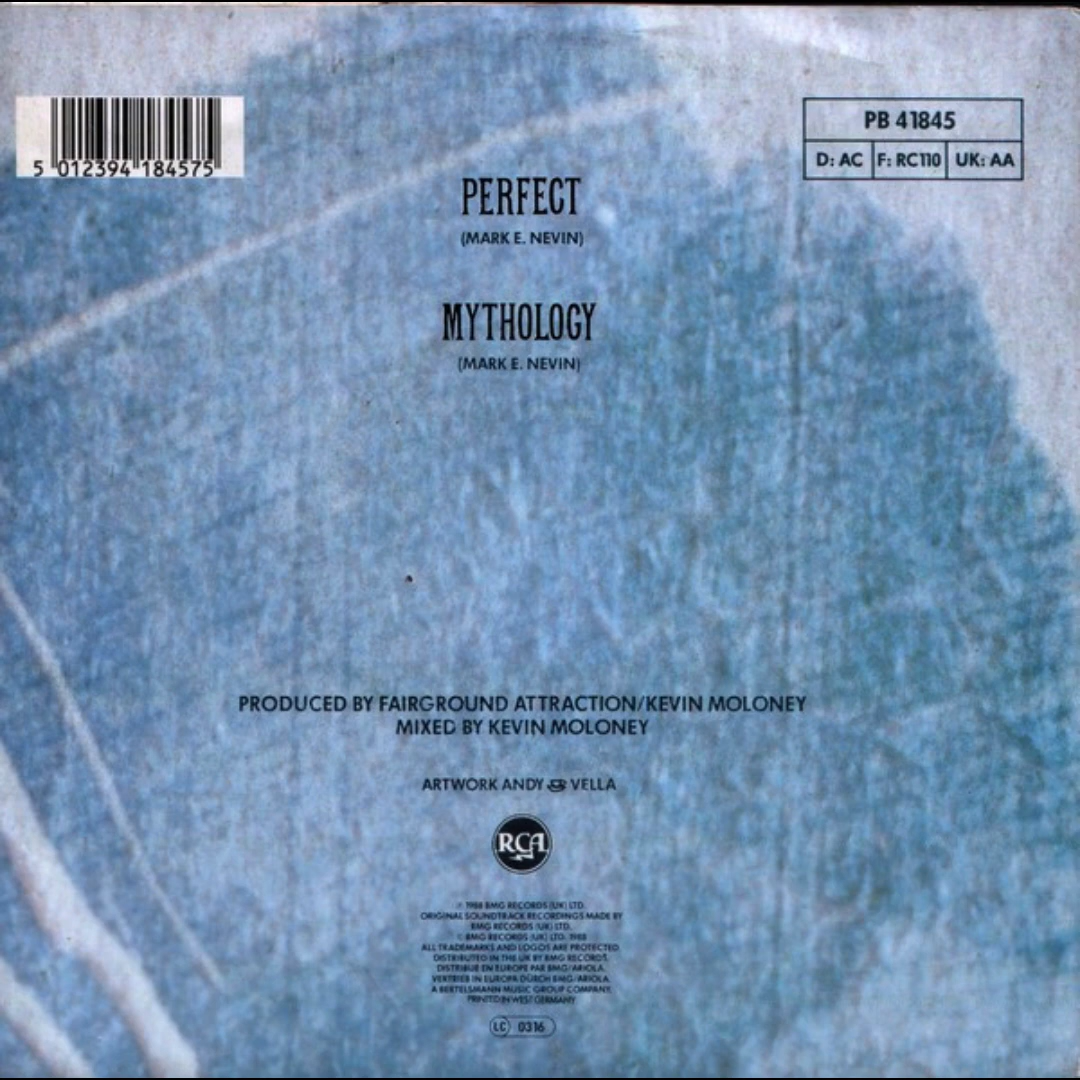 5 012394 184575
PB 41845
D: AC F: RC110 UK: AA
PERFECT
(MARK E. NEVIN)
MYTHOLOGY
(MARK E. NEVIN)
PRODUCED BY FAIRGROUND ATTRACTION/KEVIN MOLONEY
MIXED BY KEVIN MOLONEY
ARTWORK ANDY VELLA
RCA
℗ 1988 BMG RECORDS (UK) LTD.
ORIGINAL SOUNDTRACK RECORDINGS MADE BY
BMG RECORDS (UK) LTD.
© BMG RECORDS (UK) LTD. 1988
ALL TRADEMARKS AND LOGOS ARE PROTECTED
DISTRIBUTED IN THE UK BY BMG RECORDS.
DISTRIBUE EN EUROPE PAR BMG/ARIOLA.
VERTRIEB IN EUROPA DURCH BMG/ARIOLA.
A BERTELSMANN MUSIC GROUP COMPANY.
PRINTED IN WEST GERMANY
LC 0316